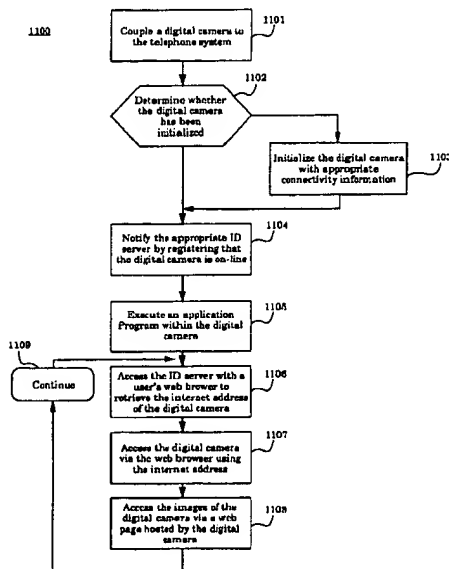 1100
1101
Couple a digital camera to
the telephone system
1102
Determine whether
the digital camera
has been
initialized
1103
Initialize the digital camera
with appropriate
connectivity information
1104
Notify the appropriate ID
server by registering that
the digital camera is on-line
1105
Execute an application
Program within the digital
camera
1109
Continue
1106
Access the ID server with a
user's web brower to
retrieve the internet address
of the digital camera
1107
Access the digital camera
via the web browser using
the internet address
1108
Access the images of the
digital camera via a web
page hosted by the digital
camera